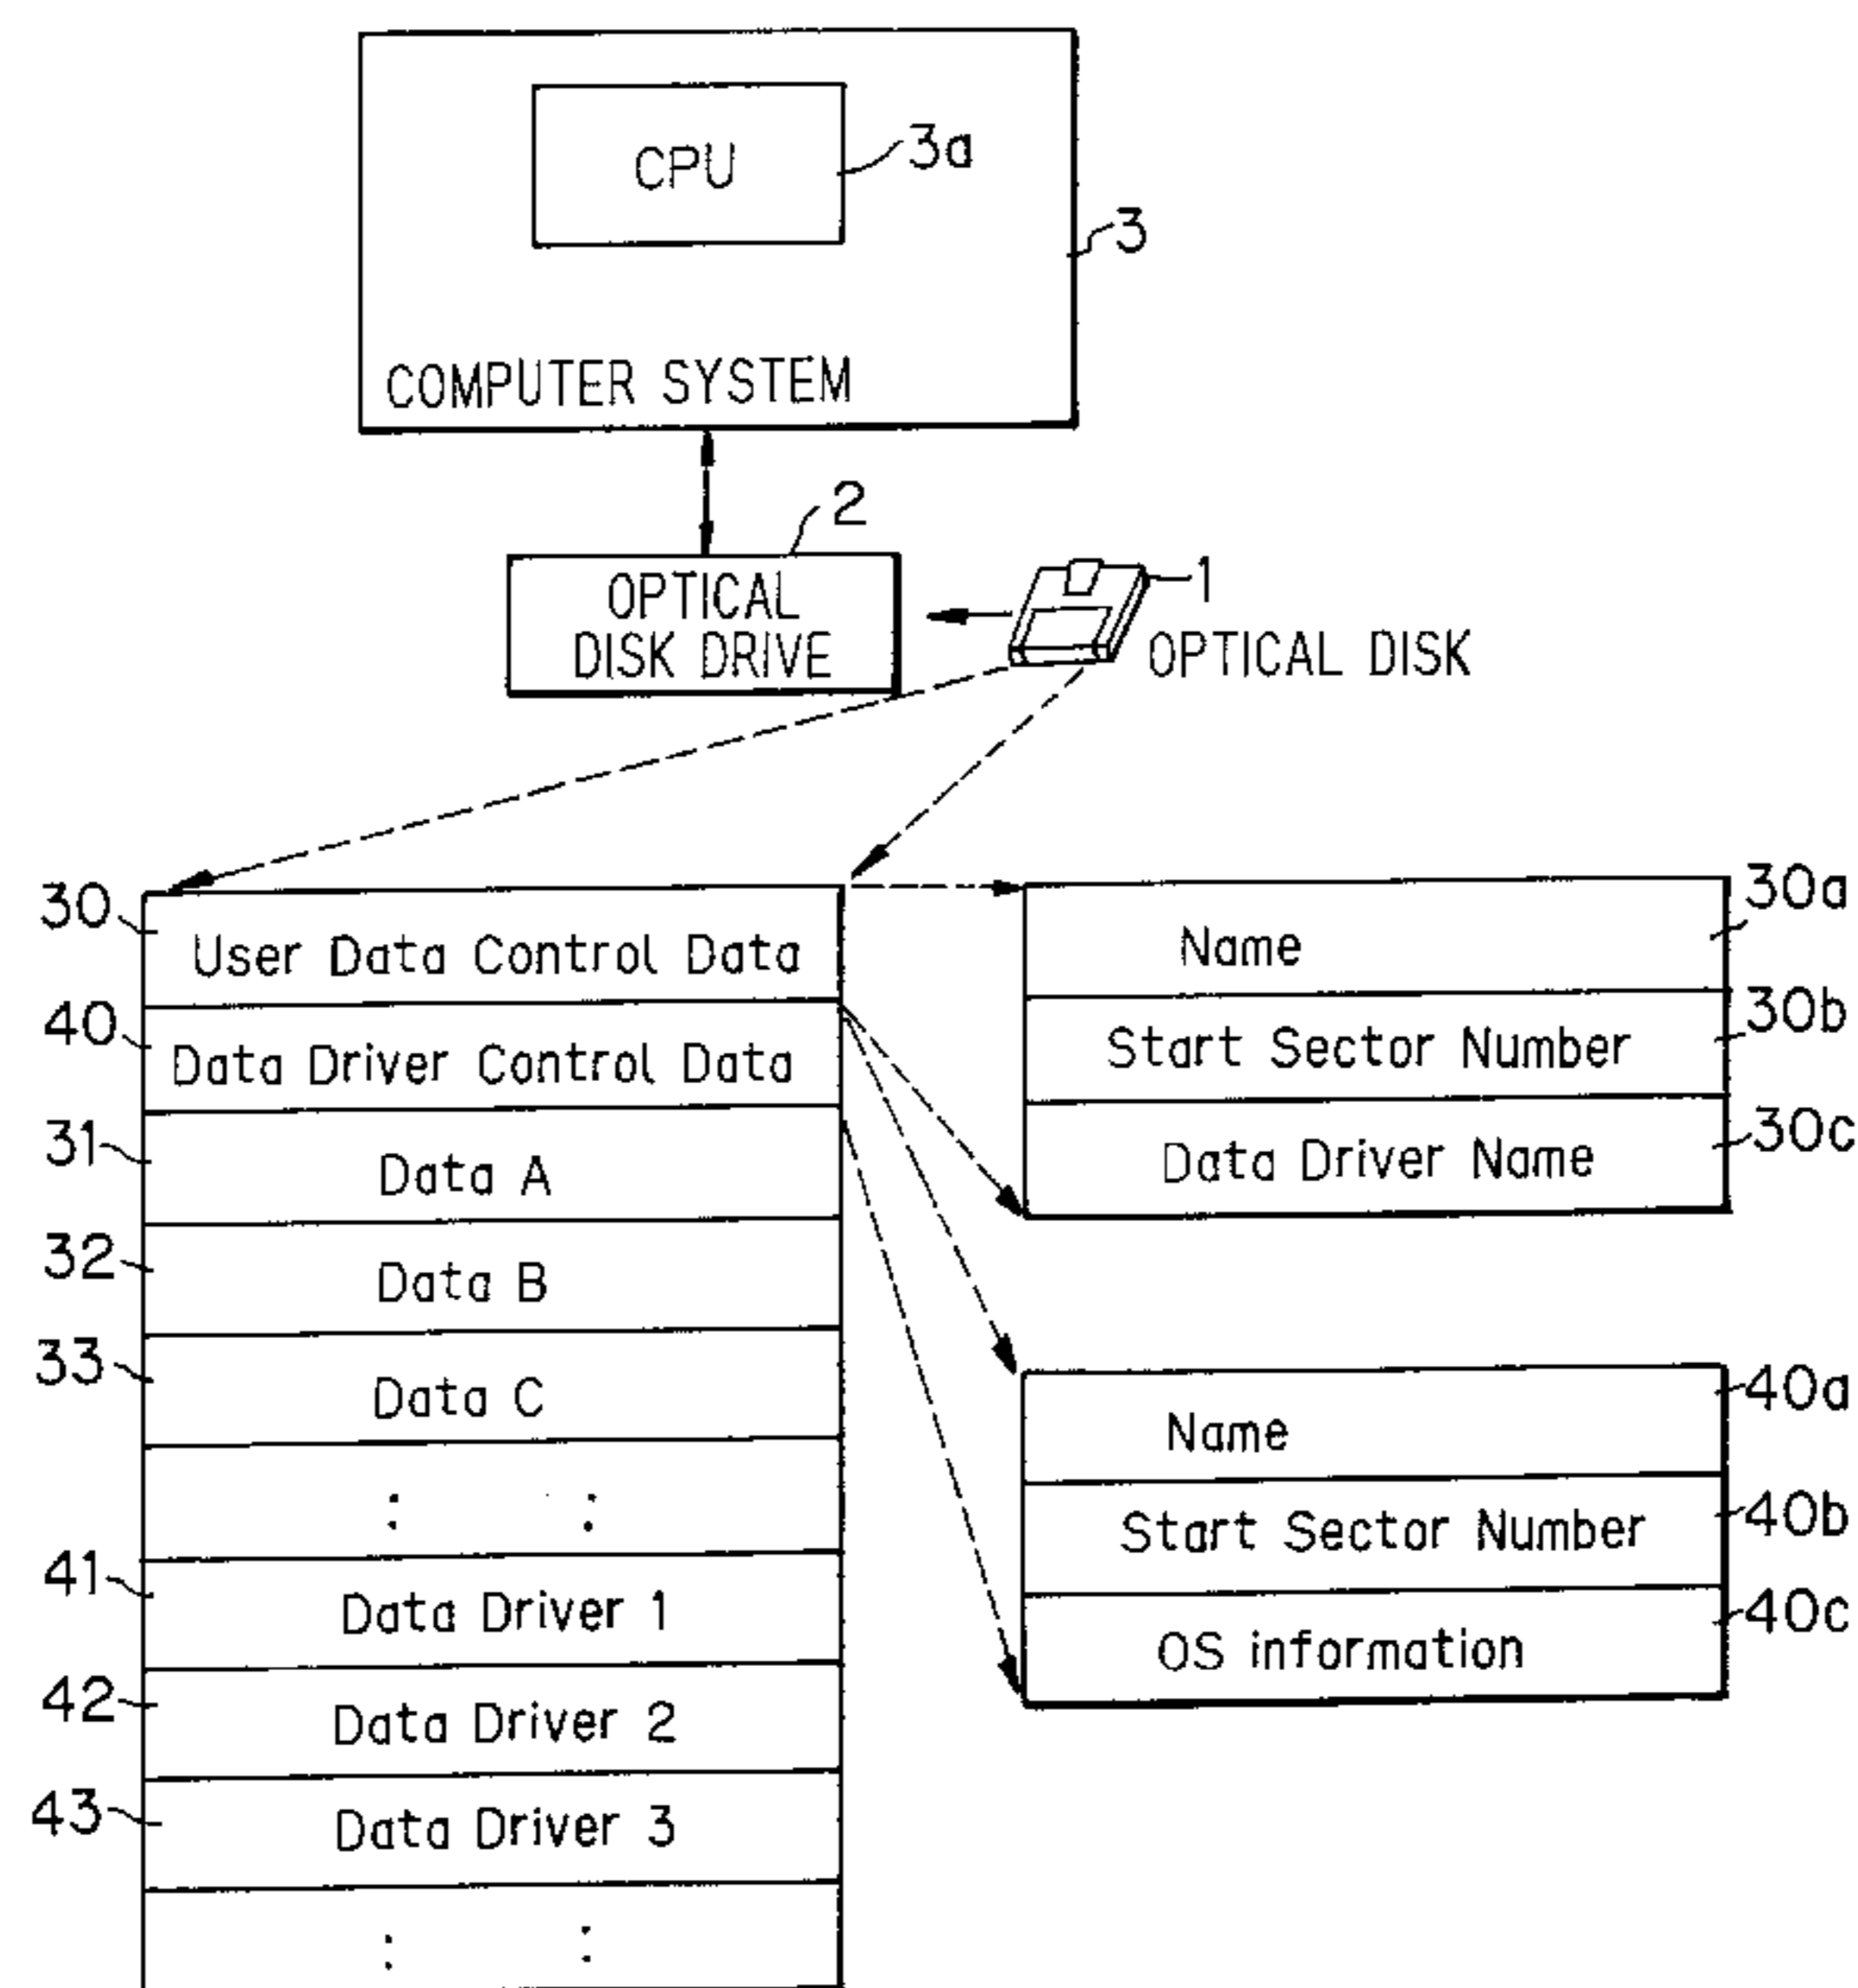 CPU
3a
3
COMPUTER SYSTEM
2
OPTICAL
DISK DRIVE
1
OPTICAL DISK
30
User Data Control Data
40
Data Driver Control Data
31
Data A
32
Data B
33
Data C
: :
41
Data Driver 1
42
Data Driver 2
43
Data Driver 3
: :
Name
30a
Start Sector Number
30b
Data Driver Name
30c
Name
40a
Start Sector Number
40b
OS information
40c